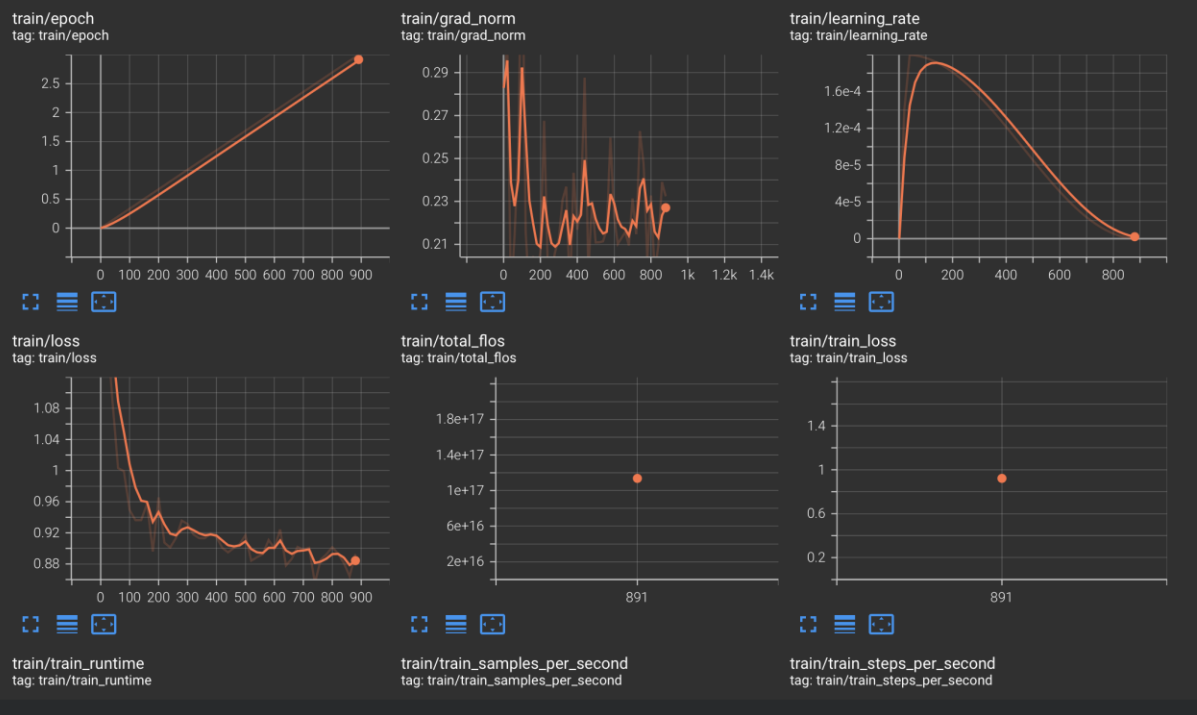 train/epoch
tag: train/epoch
2.5
2
1.5
1
0.5
0
0 100 200 300 400 500 600 700 800 900
train/grad_norm
tag: train/grad_norm
0.29
0.27
0.25
0.23
0.21
0 200 400 600 800 1k 1.2k 1.4k
train/learning_rate
tag: train/learning_rate
1.6e-4
1.2e-4
8e-5
4e-5
0
0 200 400 600 800
train/loss
tag: train/loss
1.08
1.04
1
0.96
0.92
0.88
0 100 200 300 400 500 600 700 800 900
train/total_flos
tag: train/total_flos
1.8e+17
1.4e+17
1e+17
6e+16
2e+16
891
train/train_loss
tag: train/train_loss
1.4
1
0.6
0.2
891
train/train_runtime
tag: train/train_runtime
train/train_samples_per_second
tag: train/train_samples_per_second
train/train_steps_per_second
tag: train/train_steps_per_second